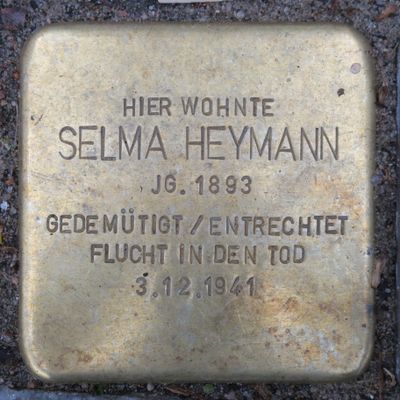 HIER WOHNTE
SELMA HEYMANN
JG. 1893
GEDEMÜTIGT / ENTRECHTET
FLUCHT IN DEN TOD
3.12.1941